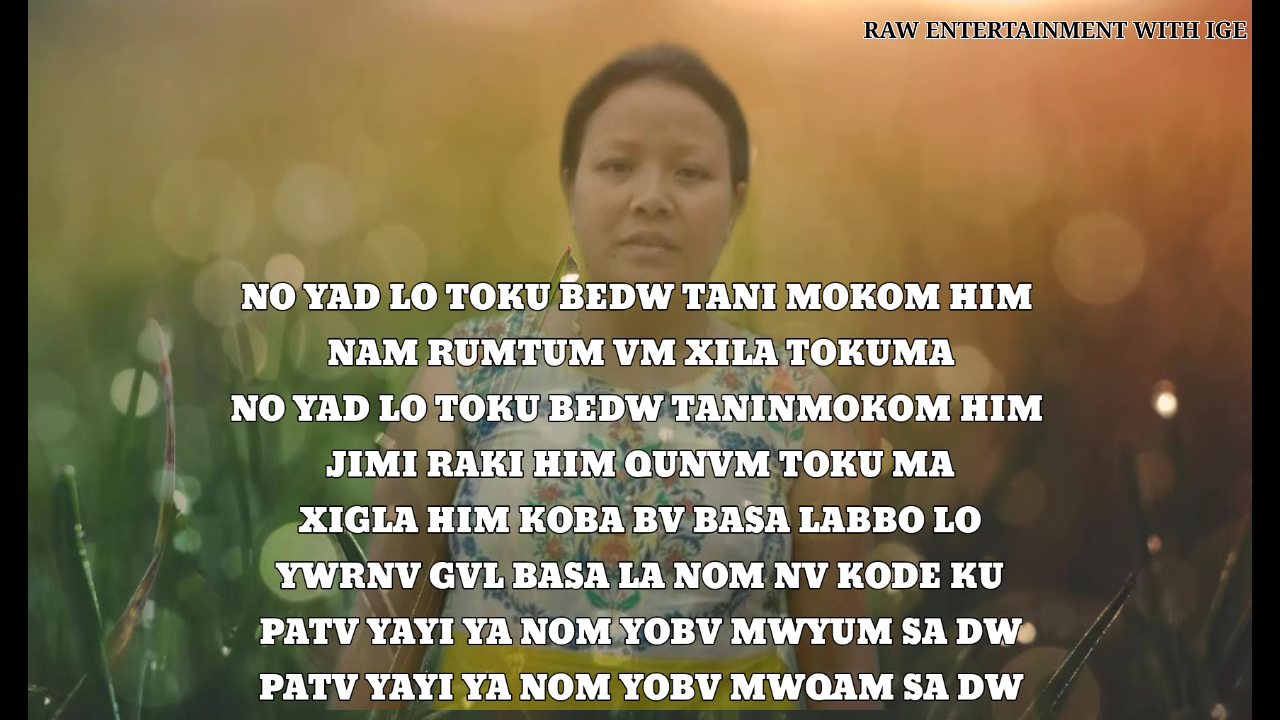 RAW ENTERTAINMENT WITH IGE
NO YAD LO TOKU BEDW TANI MOKOM HIM
NAM RUMTUM VM XILA TOKUMA
NO YAD LO TOKU BEDW TANINMOKOM HIM
JIMI RAKI HIM QUNVM TOKU MA
XIGLA HIM KOBA BV BASA LABBO LO
YWRNV GVL BASA LA NOM NV KODE KU
PATV YAYI YA NOM YOBV MWYUM SA DW
PATV YAYI YA NOM YOBV MWQAM SA DW